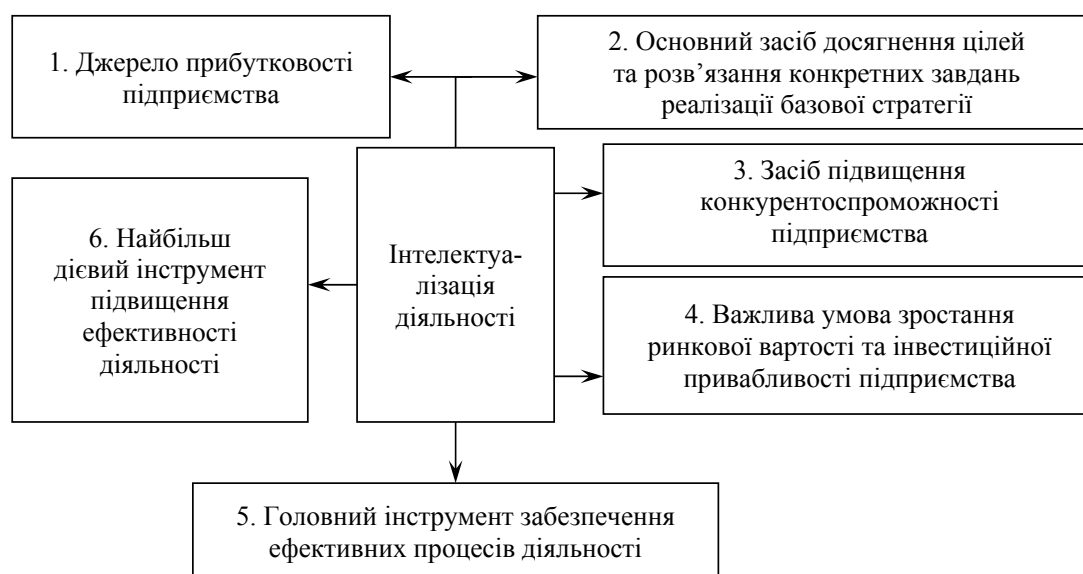 1. Джерело прибутковості
підприємства
2. Основний засіб досягнення цілей
та розв’язання конкретних завдань
реалізації базової стратегії
3. Засіб підвищення
конкурентоспроможності
підприємства
6. Найбільш
дієвий інструмент
підвищення
ефективності
діяльності
Інтелектуа-
лізація
діяльності
4. Важлива умова зростання
ринкової вартості та інвестиційної
привабливості підприємства
5. Головний інструмент забезпечення
ефективних процесів діяльності